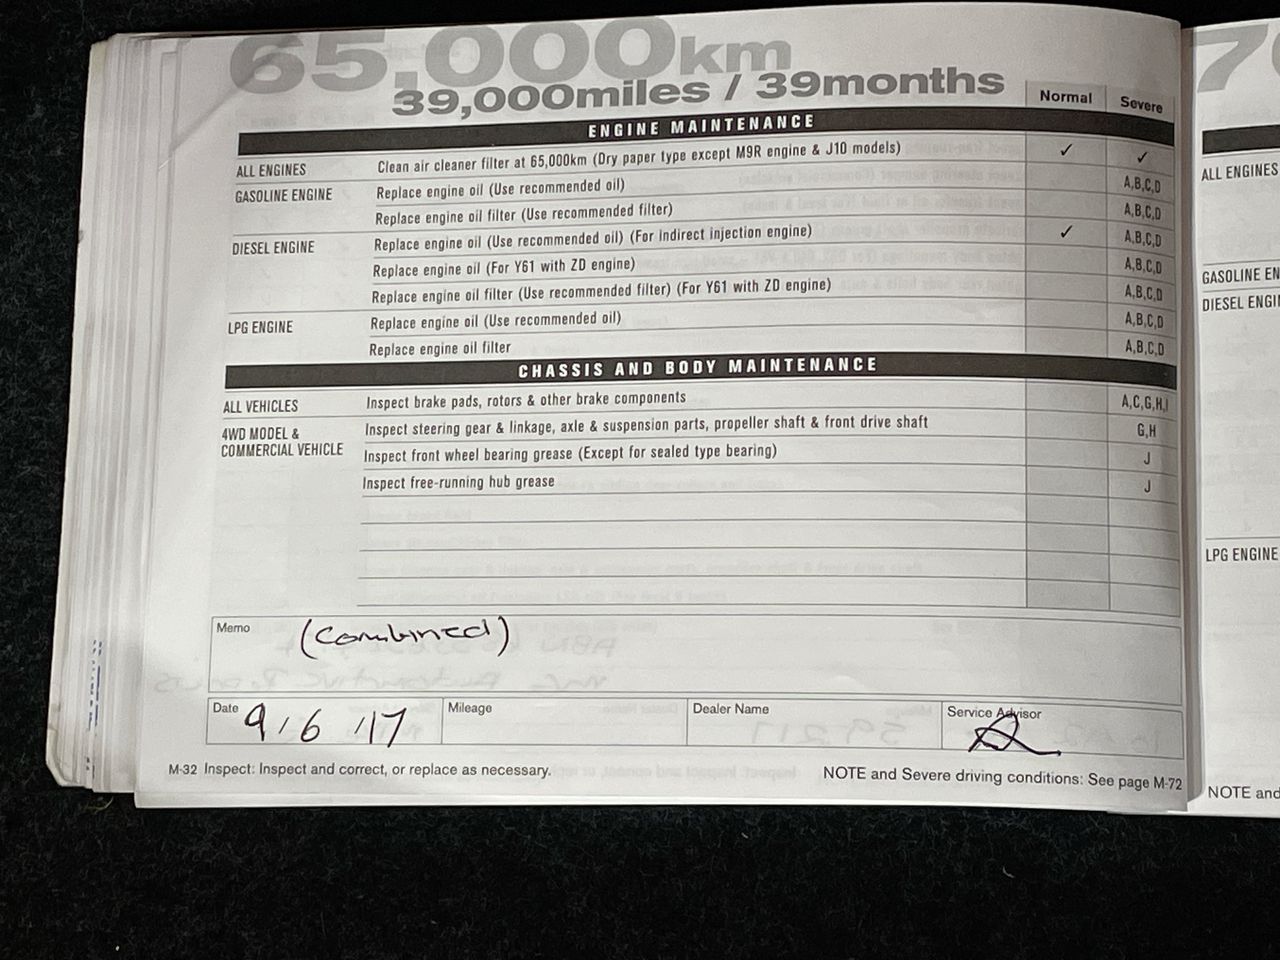 65,000km
39,000miles / 39months
Normal Severe
ENGINE MAINTENANCE
ALL ENGINES Clean air cleaner filter at 65,000km (Dry paper type except M9R engine & J10 models) ✓ ✓
GASOLINE ENGINE Replace engine oil (Use recommended oil) A,B,C,D
Replace engine oil filter (Use recommended filter) A,B,C,D
DIESEL ENGINE Replace engine oil (Use recommended oil) (For Indirect injection engine) ✓ A,B,C,D
Replace engine oil (For Y61 with ZD engine) A,B,C,D
Replace engine oil filter (Use recommended filter) (For Y61 with ZD engine) A,B,C,D
LPG ENGINE Replace engine oil (Use recommended oil) A,B,C,D
Replace engine oil filter A,B,C,D
CHASSIS AND BODY MAINTENANCE
ALL VEHICLES Inspect brake pads, rotors & other brake components A,C,G,H,I
4WD MODEL & Inspect steering gear & linkage, axle & suspension parts, propeller shaft & front drive shaft G,H
COMMERCIAL VEHICLE Inspect front wheel bearing grease (Except for sealed type bearing) J
Inspect free-running hub grease J
Memo (Combined)
Date 9/6/17 Mileage Dealer Name Service Advisor
M-32 Inspect: Inspect and correct, or replace as necessary. NOTE and Severe driving conditions: See page M-72
7
ALL ENGINES
GASOLINE EN
DIESEL ENGI
LPG ENGINE
NOTE and